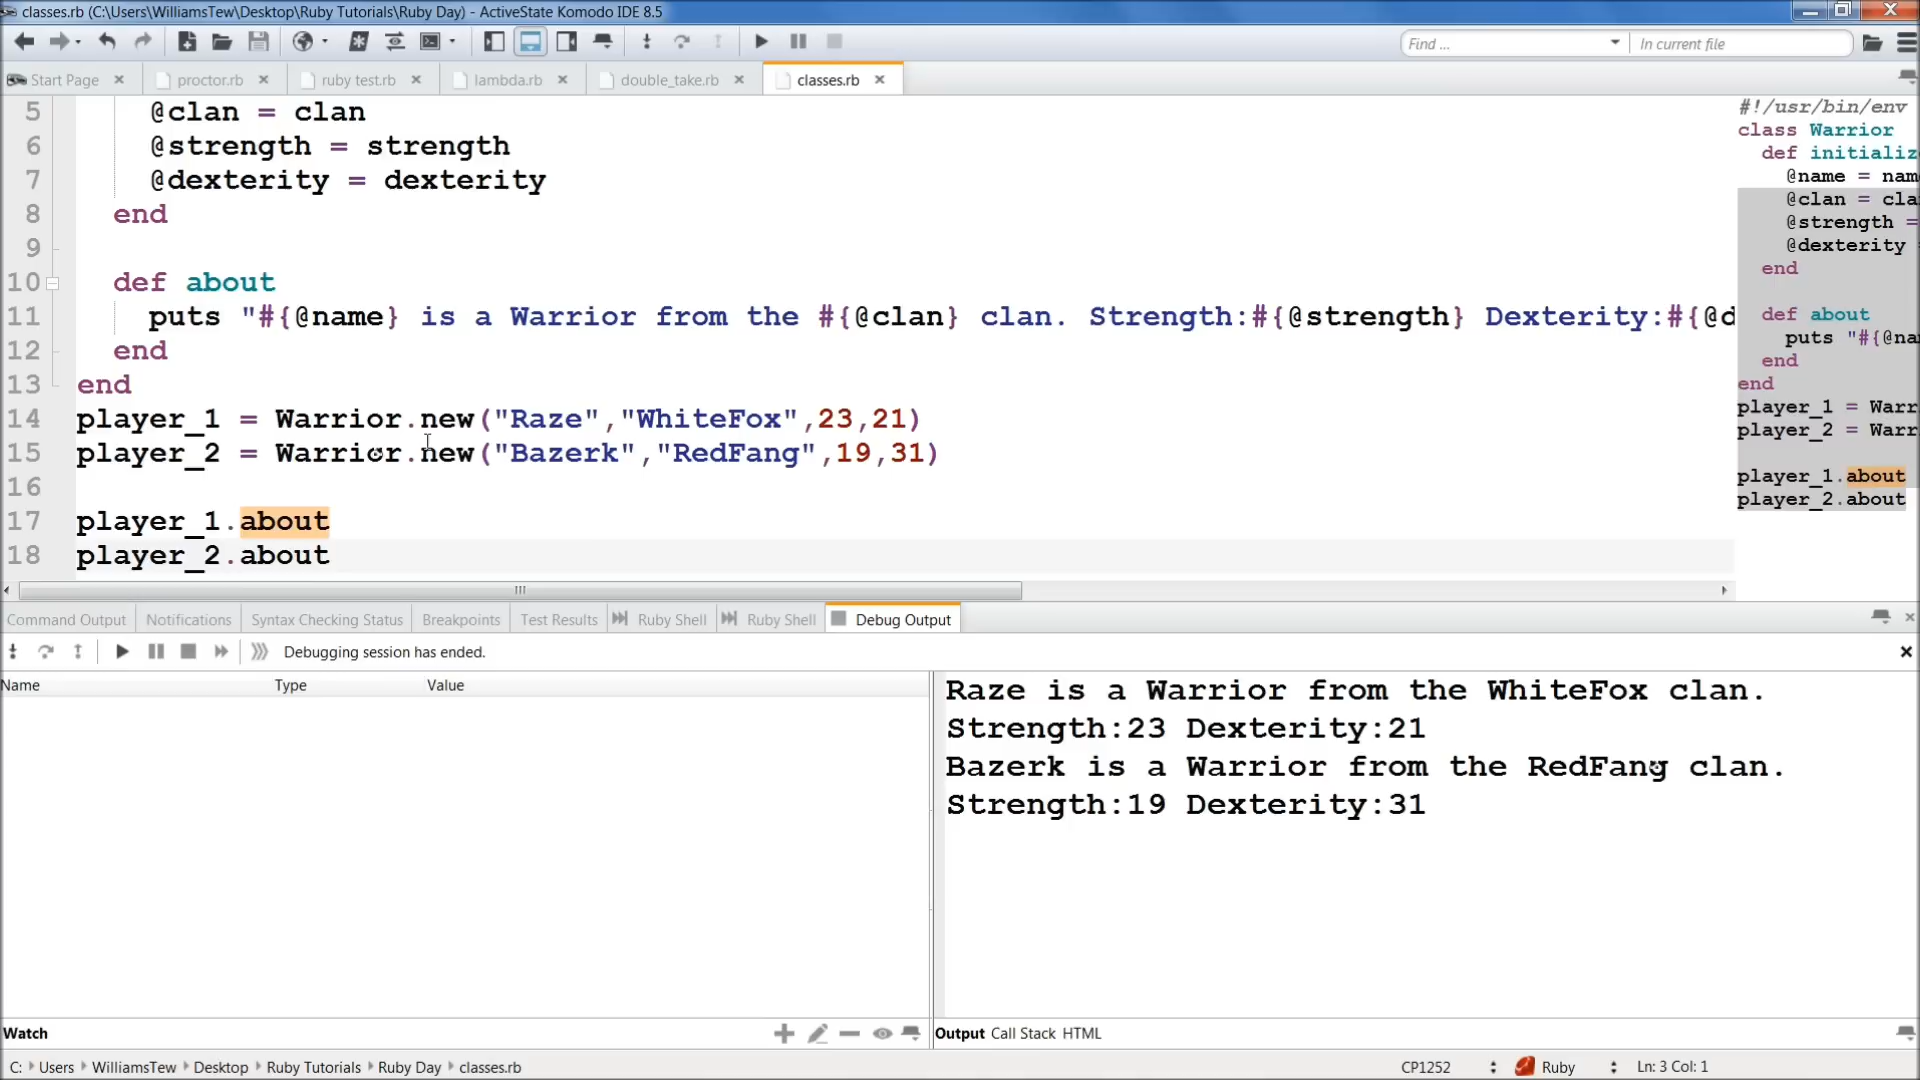 classes.rb (C:\Users\WilliamsTew\Desktop\Ruby Tutorials\Ruby Day) - ActiveState Komodo IDE 8.5
Find ... In current file
Start Page proctor.rb ruby test.rb lambda.rb double_take.rb classes.rb
5 @clan = clan
6 @strength = strength
7 @dexterity = dexterity
8 end
9
10 def about
11 puts "#{@name} is a Warrior from the #{@clan} clan. Strength:#{@strength} Dexterity:#{@d
12 end
13 end
14 player_1 = Warrior.new("Raze","WhiteFox",23,21)
15 player_2 = Warrior.new("Bazerk","RedFang",19,31)
16
17 player_1.about
18 player_2.about
#!/usr/bin/env
class Warrior
def initializ
@name = nam
@clan = cla
@strength =
@dexterity
end
def about
puts "#{@na
end
end
player_1 = Warr
player_2 = Warr
player_1.about
player_2.about
Command Output Notifications Syntax Checking Status Breakpoints Test Results Ruby Shell Ruby Shell Debug Output
Debugging session has ended.
Name Type Value
Raze is a Warrior from the WhiteFox clan.
Strength:23 Dexterity:21
Bazerk is a Warrior from the RedFang clan.
Strength:19 Dexterity:31
Watch
Output Call Stack HTML
C: Users WilliamsTew Desktop Ruby Tutorials Ruby Day classes.rb CP1252 Ruby Ln: 3 Col: 1